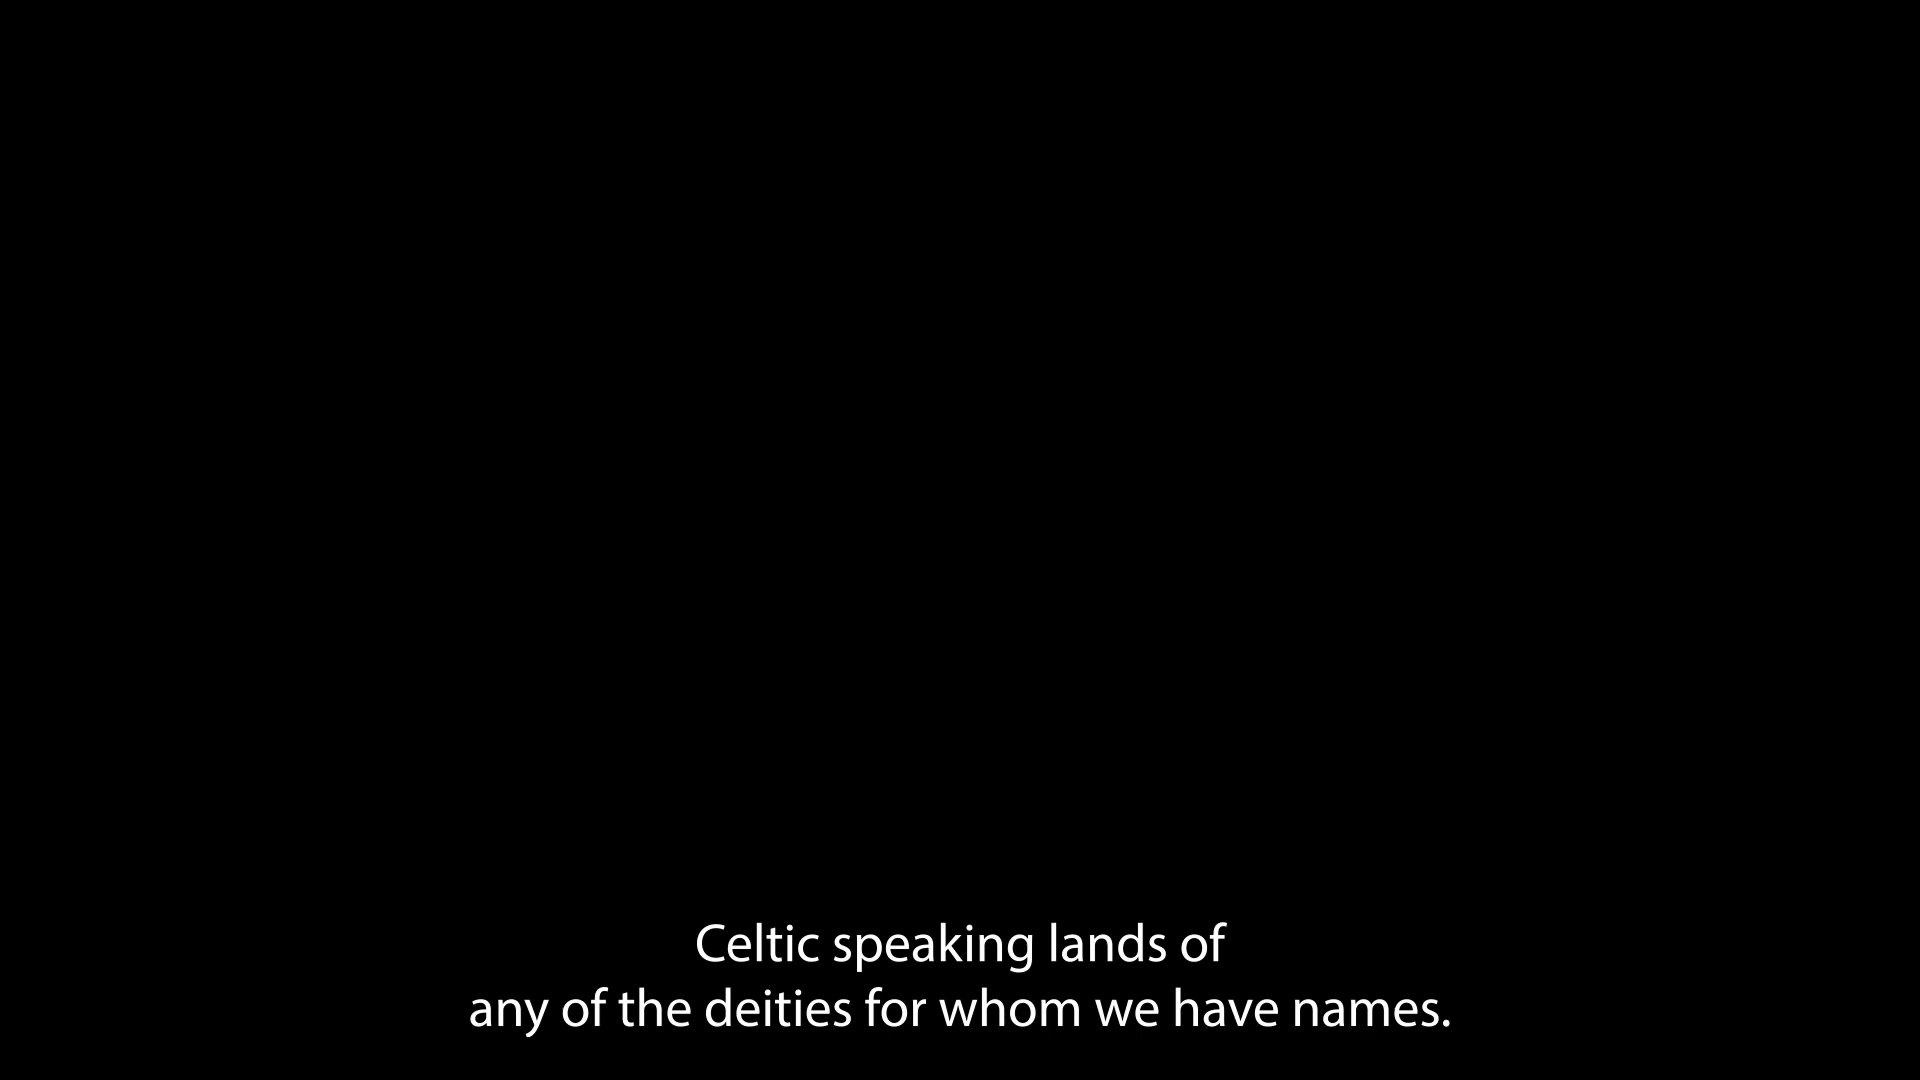 Celtic speaking lands of
any of the deities for whom we have names.